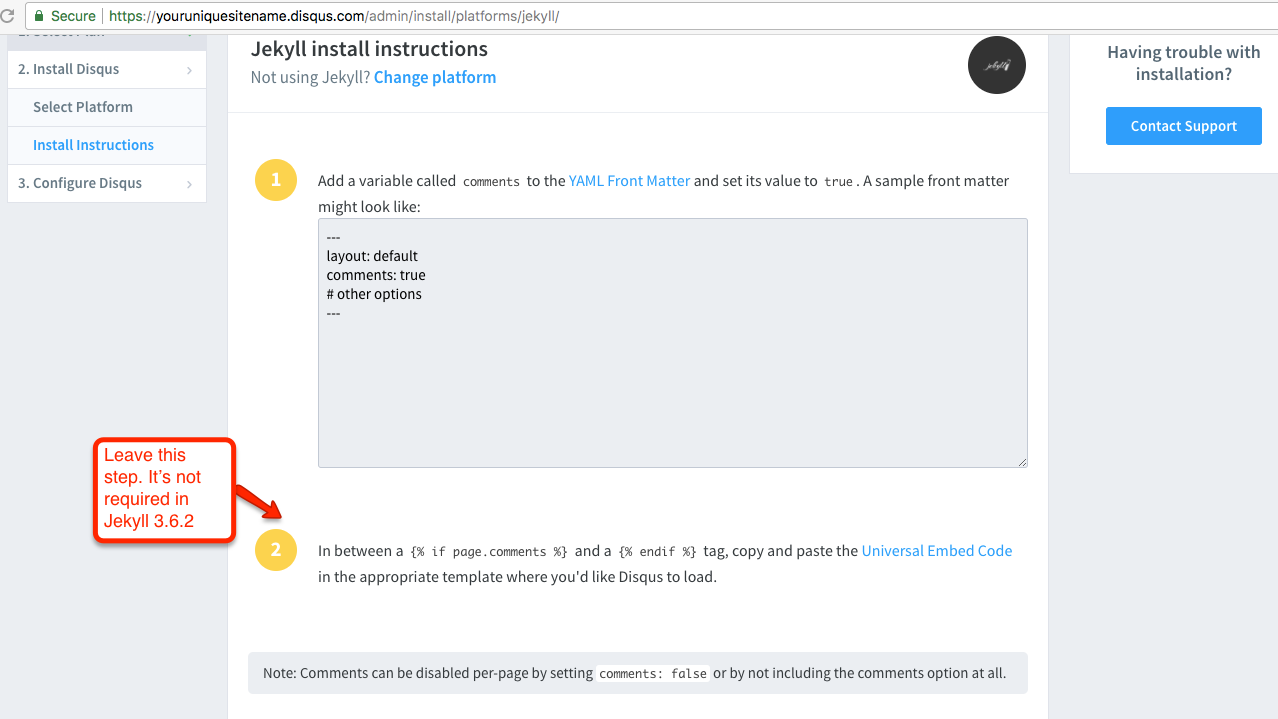 Secure | https://youruniquesitename.disqus.com/admin/install/platforms/jekyll/
2. Install Disqus
Select Platform
Install Instructions
3. Configure Disqus
Jekyll install instructions
Not using Jekyll? Change platform
jekyll
Having trouble with
installation?
Contact Support
1
Add a variable called comments to the YAML Front Matter and set its value to true. A sample front matter
might look like:
---
layout: default
comments: true
# other options
---
Leave this
step. It's not
required in
Jekyll 3.6.2
2
In between a {% if page.comments %} and a {% endif %} tag, copy and paste the Universal Embed Code
in the appropriate template where you'd like Disqus to load.
Note: Comments can be disabled per-page by setting comments: false or by not including the comments option at all.